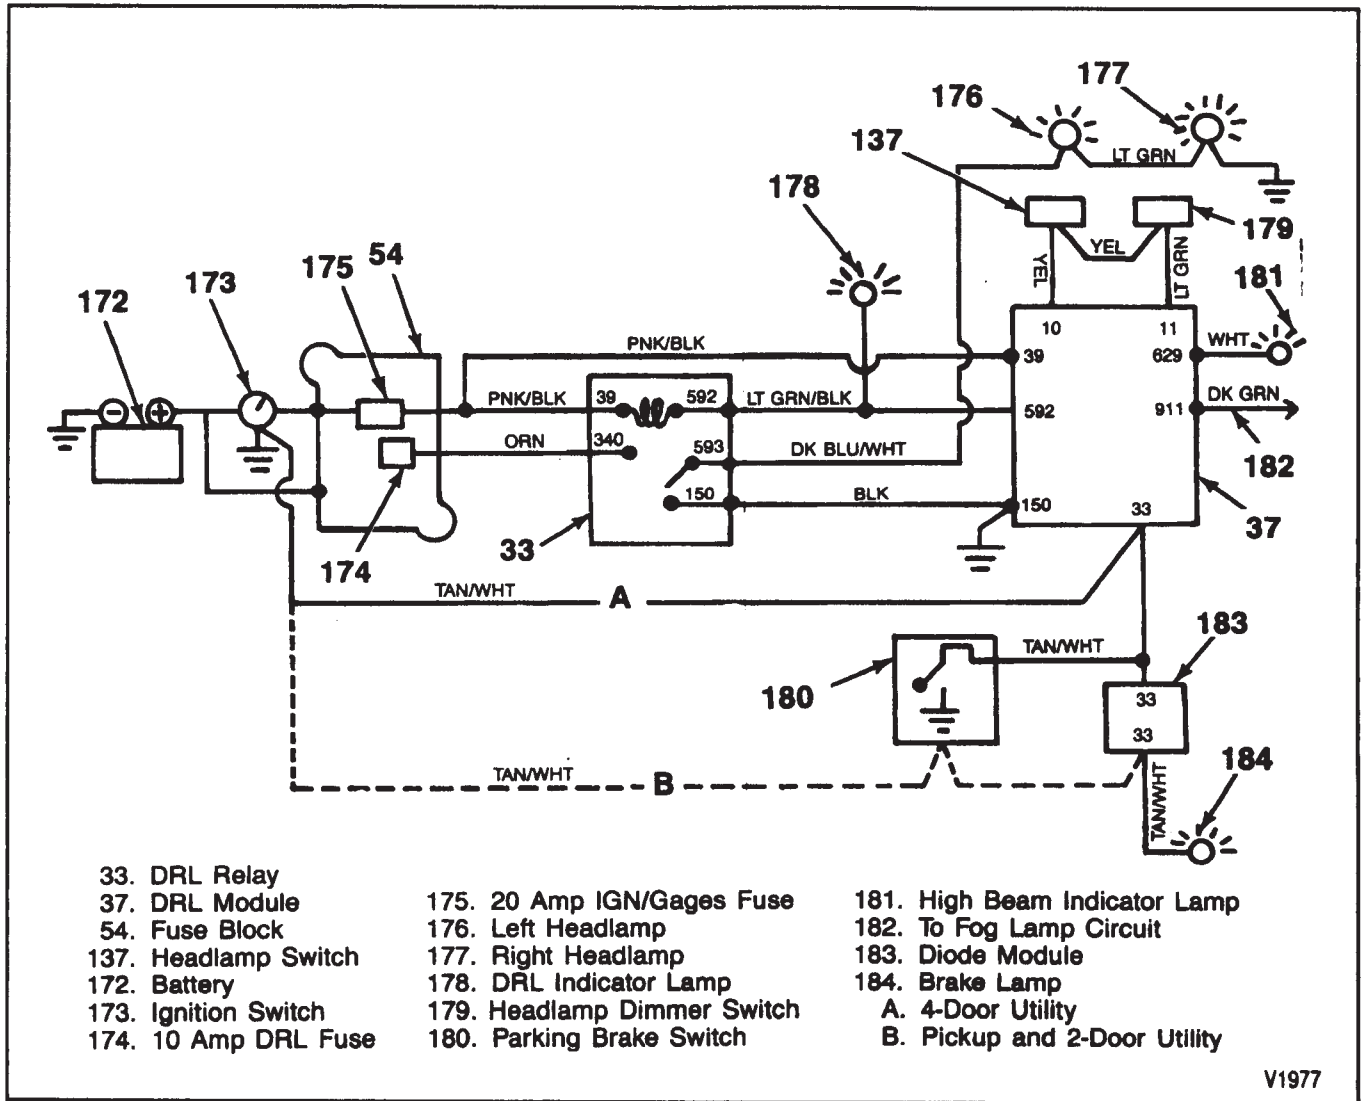 177
176
137
LT GRN
178
179
YEL
YEL
LT GRN
54
175
173
172
181
10
11
WHT
PNK/BLK
39
629
DK GRN
PNK/BLK
39
592
LT GRN/BLK
592
911
ORN
340
593
DK BLU/WHT
182
150
BLK
150
33
33
37
174
TAN/WHT
A
183
TAN/WHT
180
33
33
TAN/WHT
B
TAN/WHT
184
33. DRL Relay
37. DRL Module
54. Fuse Block
137. Headlamp Switch
172. Battery
173. Ignition Switch
174. 10 Amp DRL Fuse
175. 20 Amp IGN/Gages Fuse
176. Left Headlamp
177. Right Headlamp
178. DRL Indicator Lamp
179. Headlamp Dimmer Switch
180. Parking Brake Switch
181. High Beam Indicator Lamp
182. To Fog Lamp Circuit
183. Diode Module
184. Brake Lamp
A. 4-Door Utility
B. Pickup and 2-Door Utility
V1977